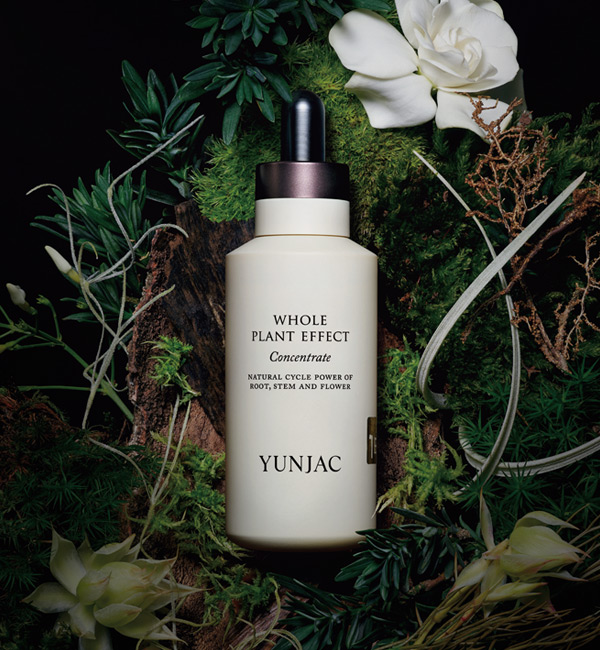 WHOLE
PLANT EFFECT
Concentrate
NATURAL CYCLE POWER OF
ROOT, STEM AND FLOWER
YUNJAC